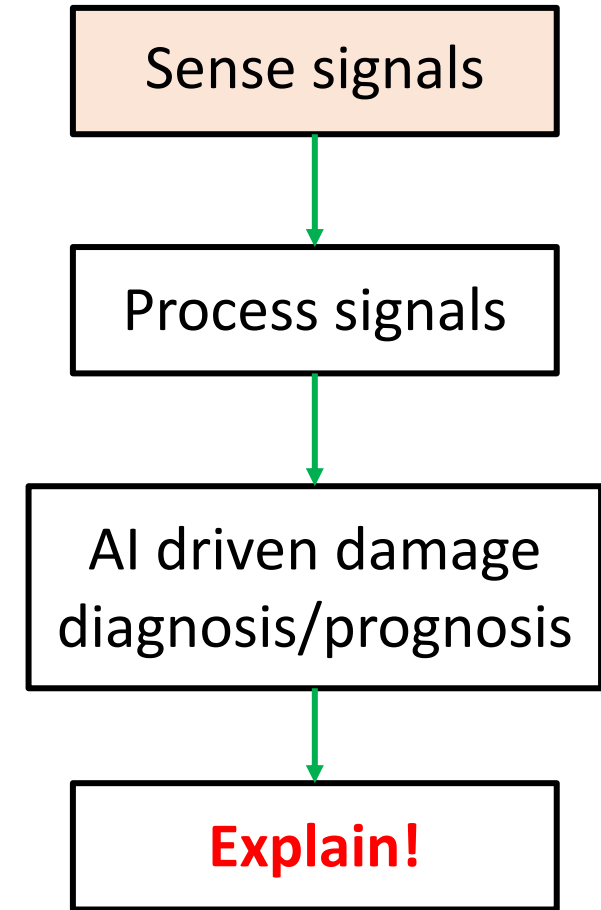 Sense signals
Process signals
AI driven damage
diagnosis/prognosis
Explain!